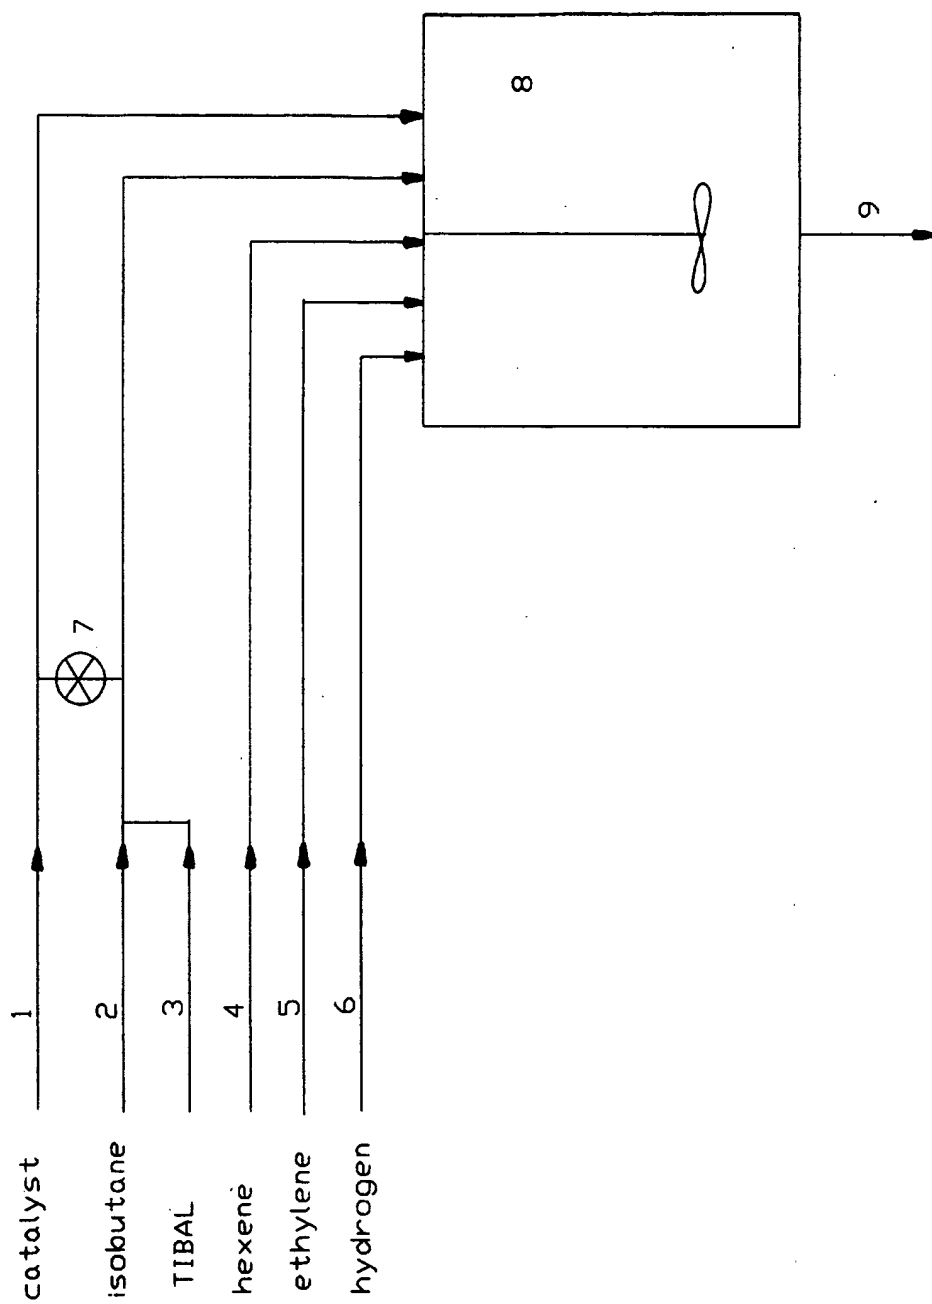 catalyst 1
isobutane 2
TIBAL 3
hexene 4
ethylene 5
hydrogen 6
7
8
9